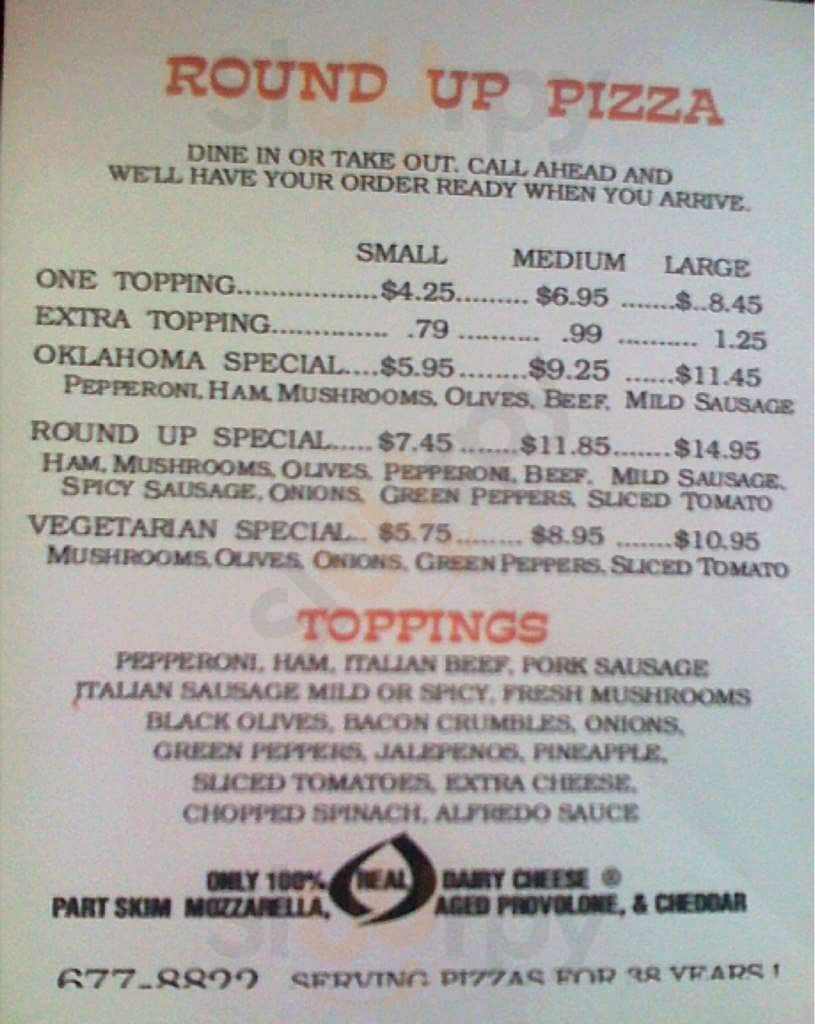 ROUND UP PIZZA
DINE IN OR TAKE OUT. CALL AHEAD AND
WE'LL HAVE YOUR ORDER READY WHEN YOU ARRIVE.
SMALL MEDIUM LARGE
ONE TOPPING.................$4.25......... $6.95 .......$..8.45
EXTRA TOPPING............... .79 .......... .99 .......... 1.25
OKLAHOMA SPECIAL....$5.95.........$9.25 ......$11.45
PEPPERONI, HAM, MUSHROOMS, OLIVES, BEEF, MILD SAUSAGE
ROUND UP SPECIAL..... $7.45 ........$11.85.......$14.95
HAM, MUSHROOMS, OLIVES, PEPPERONI, BEEF, MILD SAUSAGE,
SPICY SAUSAGE, ONIONS, GREEN PEPPERS, SLICED TOMATO
VEGETARIAN SPECIAL.. $5.75......... $8.95 .......$10.95
MUSHROOMS, OLIVES, ONIONS, GREEN PEPPERS, SLICED TOMATO
TOPPINGS
PEPPERONI, HAM, ITALIAN BEEF, PORK SAUSAGE
ITALIAN SAUSAGE MILD OR SPICY, FRESH MUSHROOMS
BLACK OLIVES, BACON CRUMBLES, ONIONS,
GREEN PEPPERS, JALEPENOS, PINEAPPLE,
SLICED TOMATOES, EXTRA CHEESE,
CHOPPED SPINACH, ALFREDO SAUCE
ONLY 100% REAL DAIRY CHEESE ®
PART SKIM MOZZARELLA, AGED PROVOLONE, & CHEDDAR
677-8822 SERVING PIZZAS FOR 38 YEARS !